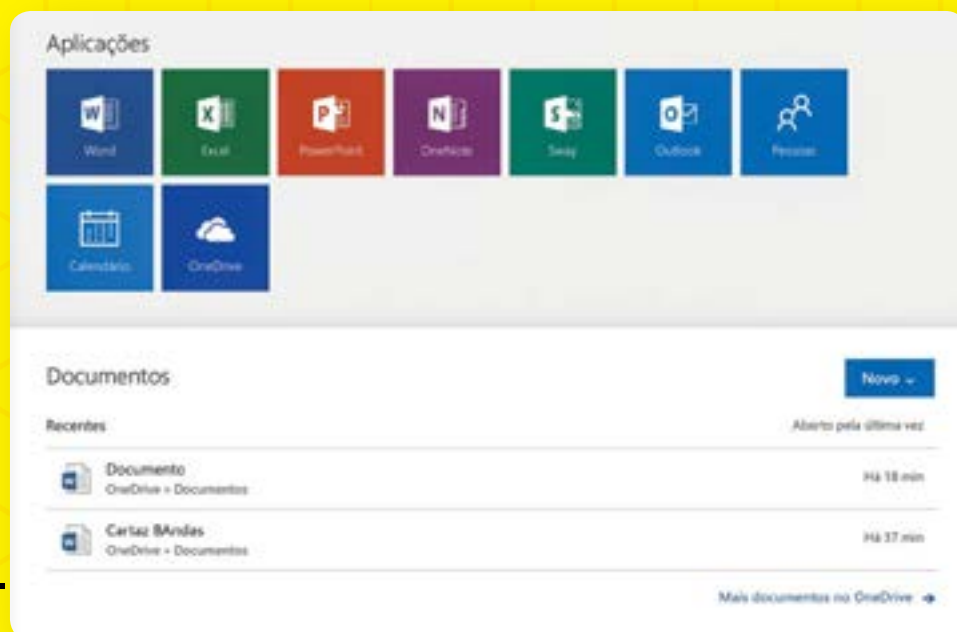 Aplicações
Word Excel PowerPoint OneNote Sway Outlook Pessoas
Calendário OneDrive
Documentos Novo
Recentes Aberto pela última vez
Documento Há 18 min
OneDrive » Documentos
Cartaz BAndas Há 37 min
OneDrive » Documentos
Mais documentos no OneDrive →